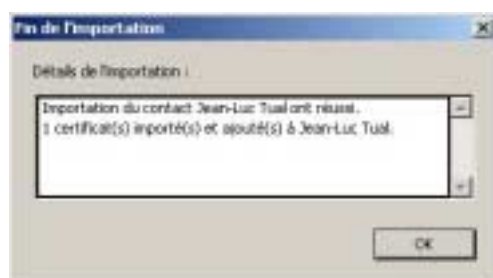 Fin de l'importation
Détails de l'importation :
Importation du contact Jean-Luc Tual ont réussi.
1 certificat(s) importé(s) et ajouté(s) à Jean-Luc Tual.
OK